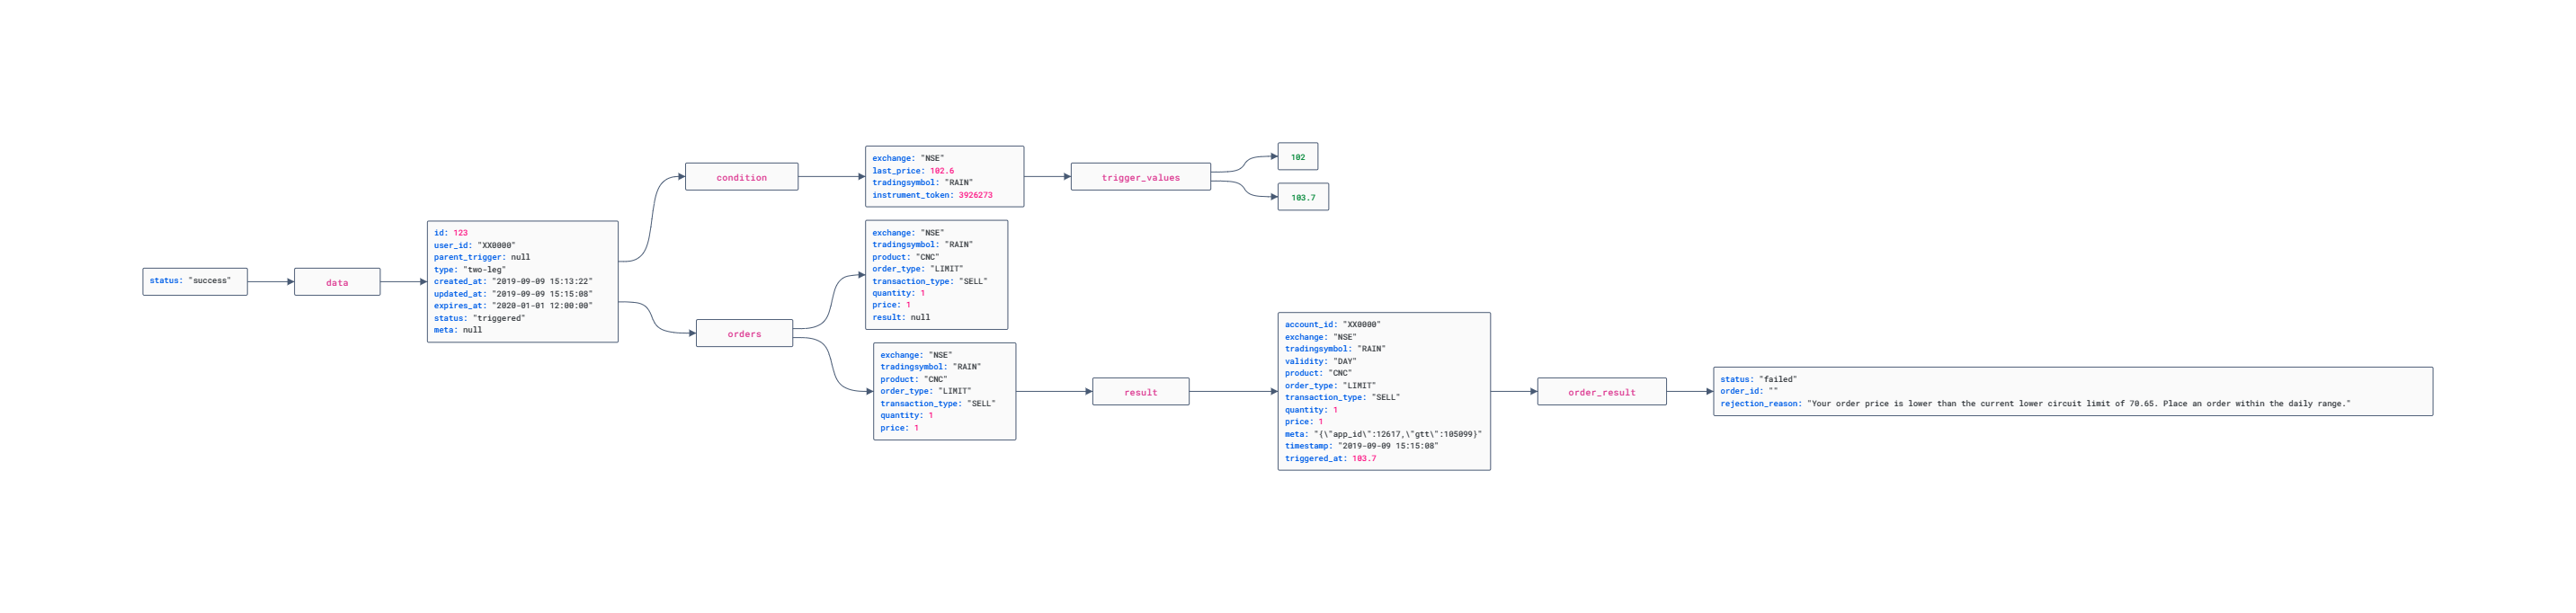 status: "success"
data
id: 123
user_id: "XX0000"
parent_trigger: null
type: "two-leg"
created_at: "2019-09-09 15:13:22"
updated_at: "2019-09-09 15:15:08"
expires_at: "2020-01-01 12:00:00"
status: "triggered"
meta: null
condition
exchange: "NSE"
last_price: 102.6
tradingsymbol: "RAIN"
instrument_token: 3926273
trigger_values
102
103.7
orders
exchange: "NSE"
tradingsymbol: "RAIN"
product: "CNC"
order_type: "LIMIT"
transaction_type: "SELL"
quantity: 1
price: 1
result: null
exchange: "NSE"
tradingsymbol: "RAIN"
product: "CNC"
order_type: "LIMIT"
transaction_type: "SELL"
quantity: 1
price: 1
result
account_id: "XX0000"
exchange: "NSE"
tradingsymbol: "RAIN"
validity: "DAY"
product: "CNC"
order_type: "LIMIT"
transaction_type: "SELL"
quantity: 1
price: 1
meta: "{\"app_id\":12617,\"gtt\":105099}"
timestamp: "2019-09-09 15:15:08"
triggered_at: 103.7
order_result
status: "failed"
order_id: ""
rejection_reason: "Your order price is lower than the current lower circuit limit of 70.65. Place an order within the daily range."